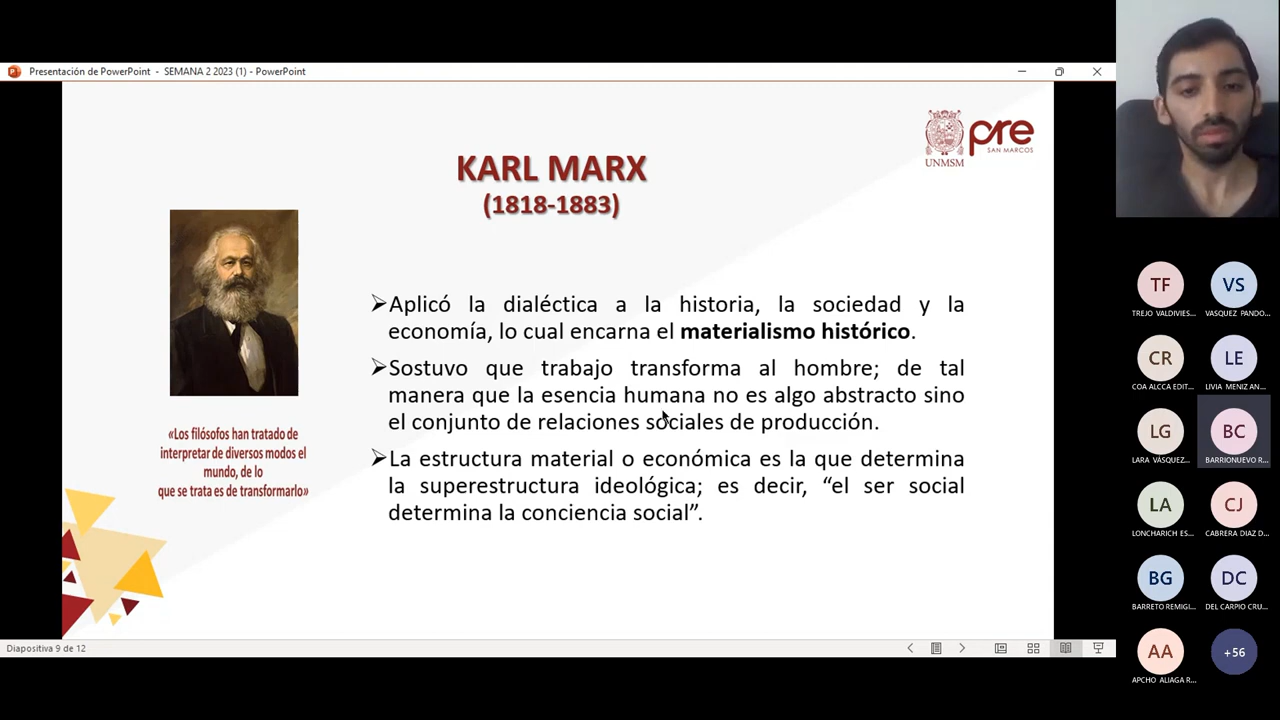 Presentación de PowerPoint - SEMANA 2 2023 (1) - PowerPoint
UNMSM
pre
SAN MARCOS
KARL MARX
(1818-1883)
«Los filósofos han tratado de
interpretar de diversos modos el
mundo, de lo
que se trata es de transformarlo»
Aplicó la dialéctica a la historia, la sociedad y la
economía, lo cual encarna el materialismo histórico.
Sostuvo que trabajo transforma al hombre; de tal
manera que la esencia humana no es algo abstracto sino
el conjunto de relaciones sociales de producción.
La estructura material o económica es la que determina
la superestructura ideológica; es decir, “el ser social
determina la conciencia social”.
Diapositiva 9 de 12
TF
TREJO VALDIVIES...
VS
VASQUEZ PANDO...
CR
COA ALCCA EDIT...
LE
LIVIA MENIZ AN...
LG
LARA VÁSQUEZ...
BC
BARRIONUEVO R...
LA
LONCHARICH ES...
CJ
CABRERA DIAZ D...
BG
BARRETO REMIGI...
DC
DEL CARPIO CRU...
AA
APCHO ALIAGA R...
+56